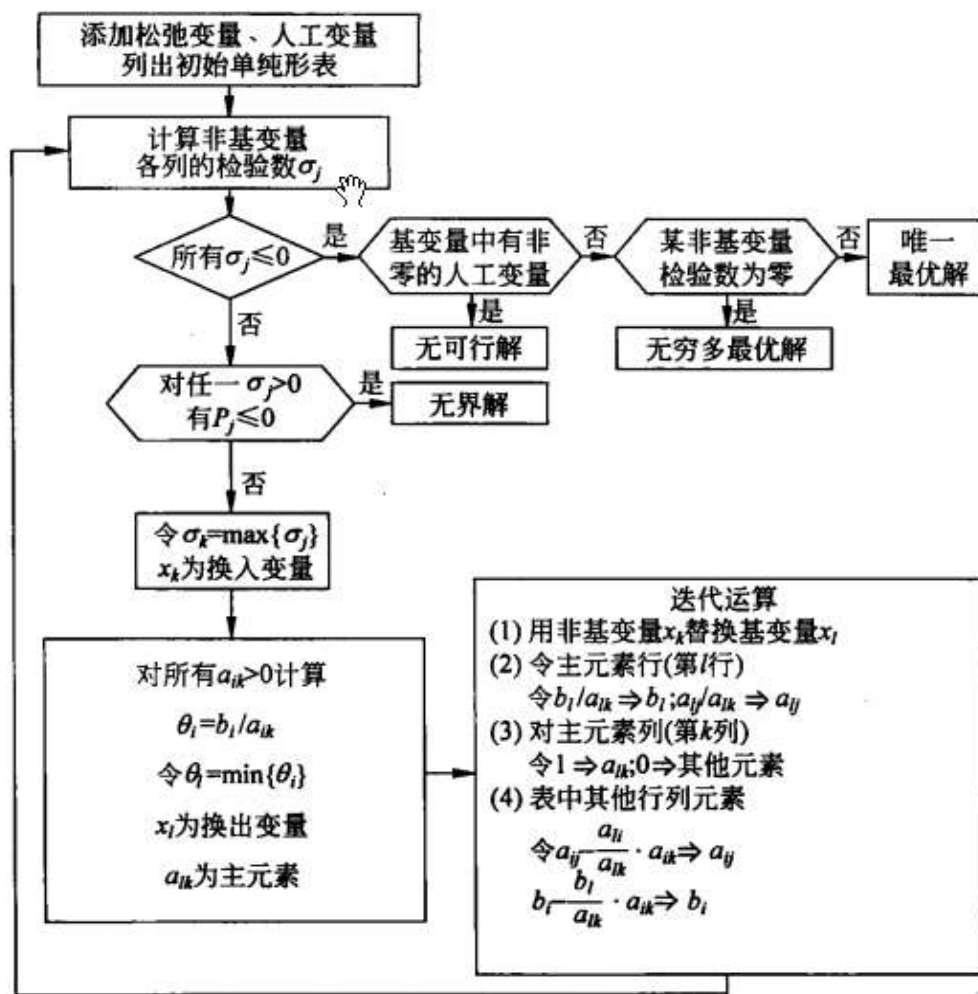 添加松弛变量、人工变量
列出初始单纯形表
计算非基变量
各列的检验数σj
所有σj≤0
是
基变量中有非
零的人工变量
否
某非基变量
检验数为零
否
唯一
最优解
是
无可行解
是
无穷多最优解
否
对任一σj>0
有Pj≤0
是
无界解
否
令σk=max{σj}
xk为换入变量
对所有aik>0计算
θi=bi/aik
令θl=min{θi}
xl为换出变量
alk为主元素
迭代运算
(1) 用非基变量xk替换基变量xl
(2) 令主元素行(第l行)
令bl/alk⇒bl;alj/alk⇒alj
(3) 对主元素列(第k列)
令1⇒alk;0⇒其他元素
(4) 表中其他行列元素
令aij-ali/alk·aik⇒aij
bi-bl/alk·aik⇒bi